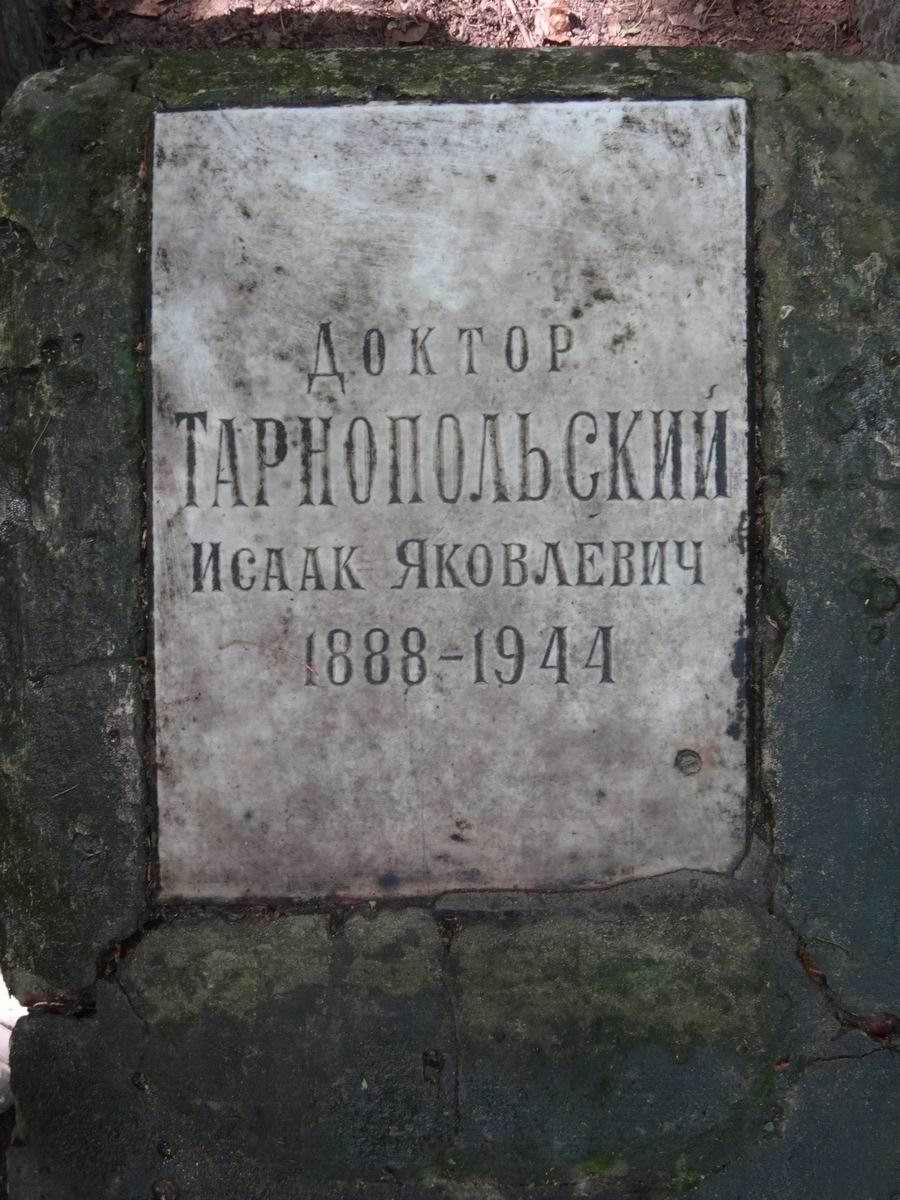 Доктор
ТАРНОПОЛЬСКИЙ
Исаак Яковлевич
1888-1944